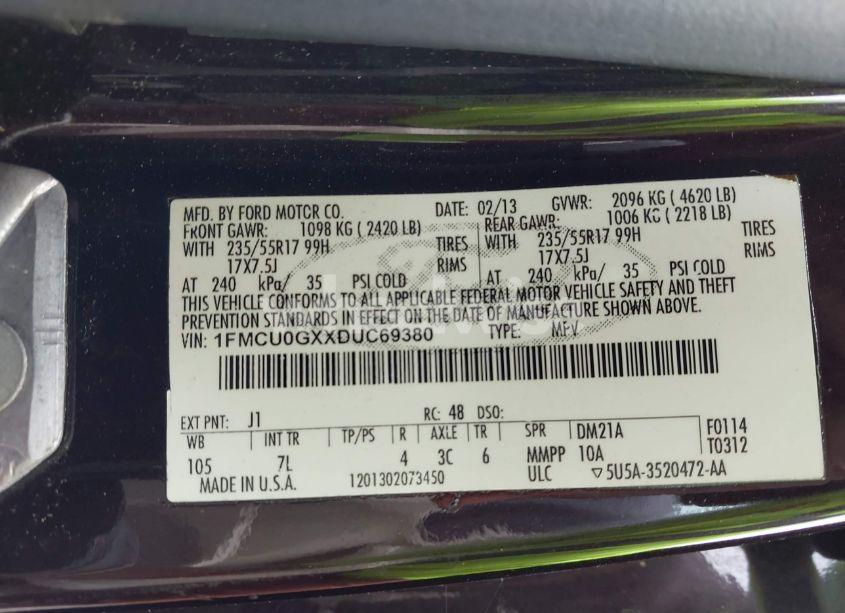 MFD. BY FORD MOTOR CO. DATE: 02/13 GVWR: 2096 KG ( 4620 LB)
FRONT GAWR: 1098 KG ( 2420 LB) REAR GAWR: 1006 KG ( 2218 LB)
WITH 235/55R17 99H TIRES WITH 235/55R17 99H TIRES
17X7.5J RIMS 17X7.5J RIMS
AT 240 kPa/ 35 PSI COLD AT 240 kPa/ 35 PSI COLD
THIS VEHICLE CONFORMS TO ALL APPLICABLE FEDERAL MOTOR VEHICLE SAFETY AND THEFT
PREVENTION STANDARDS IN EFFECT ON THE DATE OF MANUFACTURE SHOWN ABOVE.
VIN: 1FMCU0GXXDUC69380 TYPE: MPV
EXT PNT: J1 RC: 48 DSO:
WB INT TR TP/PS R AXLE TR SPR DM21A F0114
105 7L 4 3C 6 MMPP 10A T0312
MADE IN U.S.A. 1201302073450 ULC ▽5U5A-3520472-AA